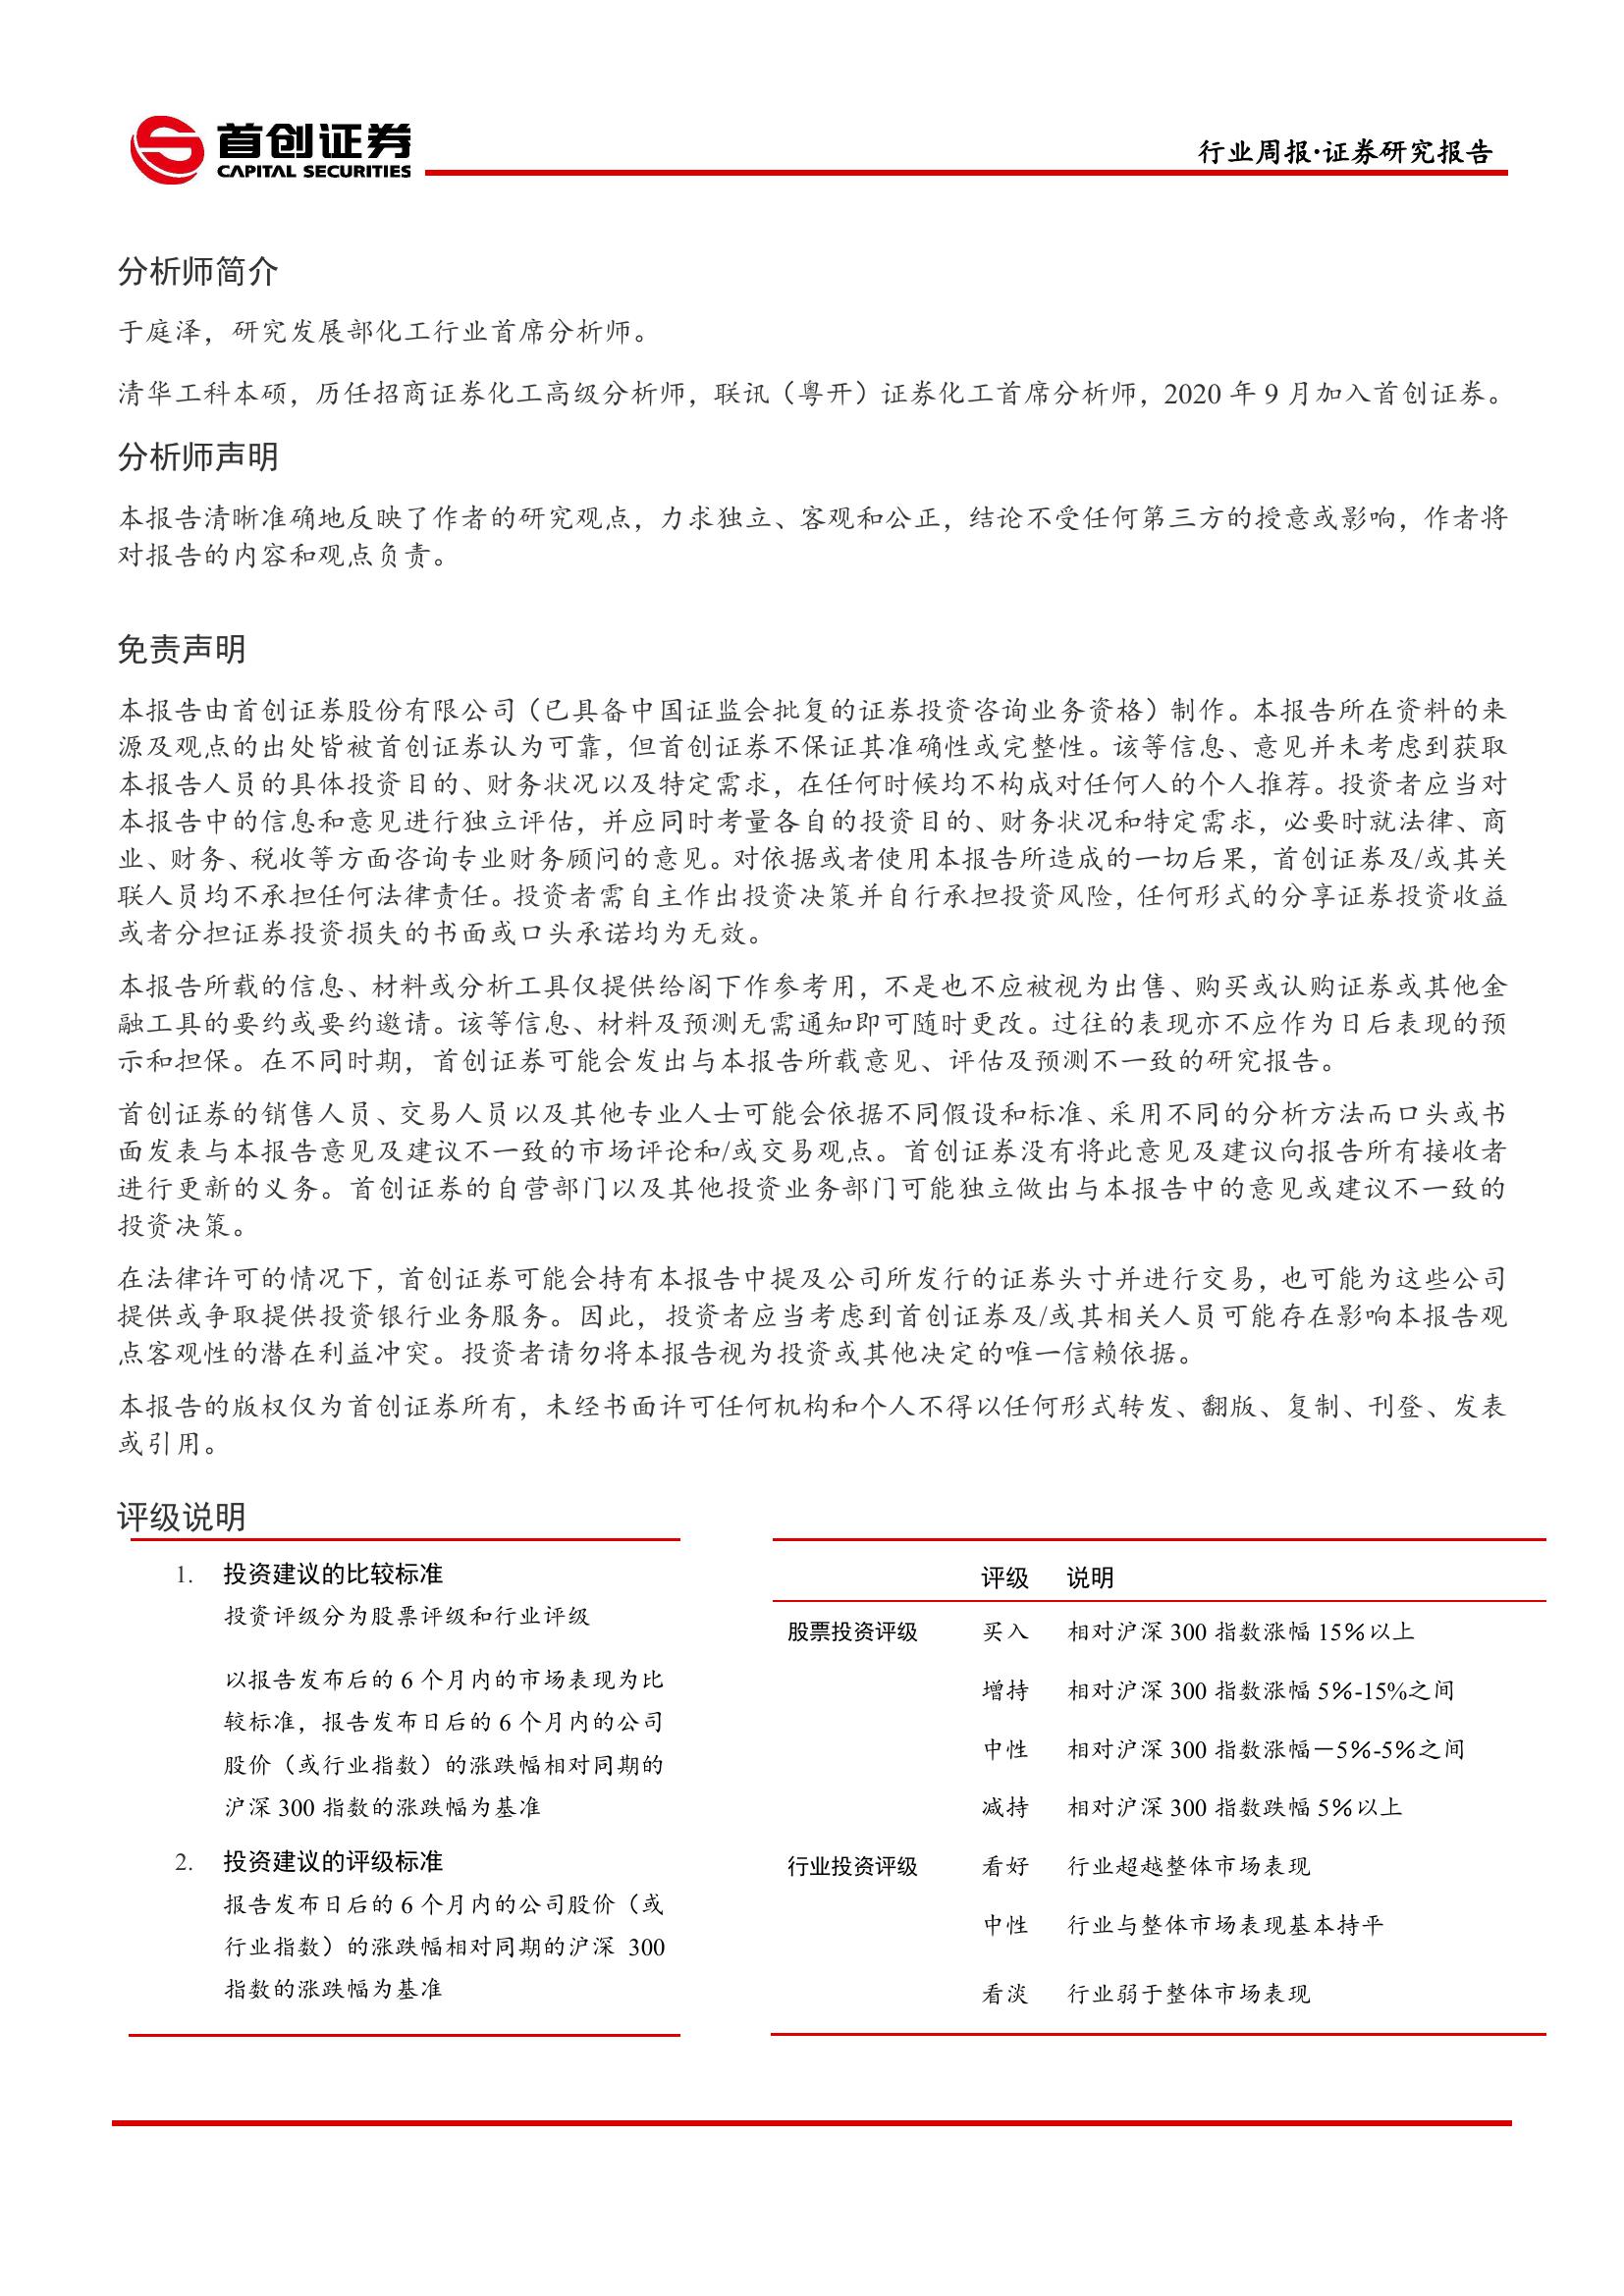 首创证券
CAPITAL SECURITIES
行业周报·证券研究报告
分析师简介
于庭泽，研究发展部化工行业首席分析师。
清华工科本硕，历任招商证券化工高级分析师，联讯（粤开）证券化工首席分析师，2020 年 9 月加入首创证券。
分析师声明
本报告清晰准确地反映了作者的研究观点，力求独立、客观和公正，结论不受任何第三方的授意或影响，作者将
对报告的内容和观点负责。
免责声明
本报告由首创证券股份有限公司（已具备中国证监会批复的证券投资咨询业务资格）制作。本报告所在资料的来
源及观点的出处皆被首创证券认为可靠，但首创证券不保证其准确性或完整性。该等信息、意见并未考虑到获取
本报告人员的具体投资目的、财务状况以及特定需求，在任何时候均不构成对任何人的个人推荐。投资者应当对
本报告中的信息和意见进行独立评估，并应同时考量各自的投资目的、财务状况和特定需求，必要时就法律、商
业、财务、税收等方面咨询专业财务顾问的意见。对依据或者使用本报告所造成的一切后果，首创证券及/或其关
联人员均不承担任何法律责任。投资者需自主作出投资决策并自行承担投资风险，任何形式的分享证券投资收益
或者分担证券投资损失的书面或口头承诺均为无效。
本报告所载的信息、材料或分析工具仅提供给阁下作参考用，不是也不应被视为出售、购买或认购证券或其他金
融工具的要约或要约邀请。该等信息、材料及预测无需通知即可随时更改。过往的表现亦不应作为日后表现的预
示和担保。在不同时期，首创证券可能会发出与本报告所载意见、评估及预测不一致的研究报告。
首创证券的销售人员、交易人员以及其他专业人士可能会依据不同假设和标准、采用不同的分析方法而口头或书
面发表与本报告意见及建议不一致的市场评论和/或交易观点。首创证券没有将此意见及建议向报告所有接收者
进行更新的义务。首创证券的自营部门以及其他投资业务部门可能独立做出与本报告中的意见或建议不一致的
投资决策。
在法律许可的情况下，首创证券可能会持有本报告中提及公司所发行的证券头寸并进行交易，也可能为这些公司
提供或争取提供投资银行业务服务。因此，投资者应当考虑到首创证券及/或其相关人员可能存在影响本报告观
点客观性的潜在利益冲突。投资者请勿将本报告视为投资或其他决定的唯一信赖依据。
本报告的版权仅为首创证券所有，未经书面许可任何机构和个人不得以任何形式转发、翻版、复制、刊登、发表
或引用。
评级说明
1. 投资建议的比较标准
投资评级分为股票评级和行业评级
以报告发布后的 6 个月内的市场表现为比
较标准，报告发布日后的 6 个月内的公司
股价（或行业指数）的涨跌幅相对同期的
沪深 300 指数的涨跌幅为基准
2. 投资建议的评级标准
报告发布日后的 6 个月内的公司股价（或
行业指数）的涨跌幅相对同期的沪深 300
指数的涨跌幅为基准
评级 说明
股票投资评级 买入 相对沪深 300 指数涨幅 15％以上
增持 相对沪深 300 指数涨幅 5％-15%之间
中性 相对沪深 300 指数涨幅－5％-5％之间
减持 相对沪深 300 指数跌幅 5％以上
行业投资评级 看好 行业超越整体市场表现
中性 行业与整体市场表现基本持平
看淡 行业弱于整体市场表现